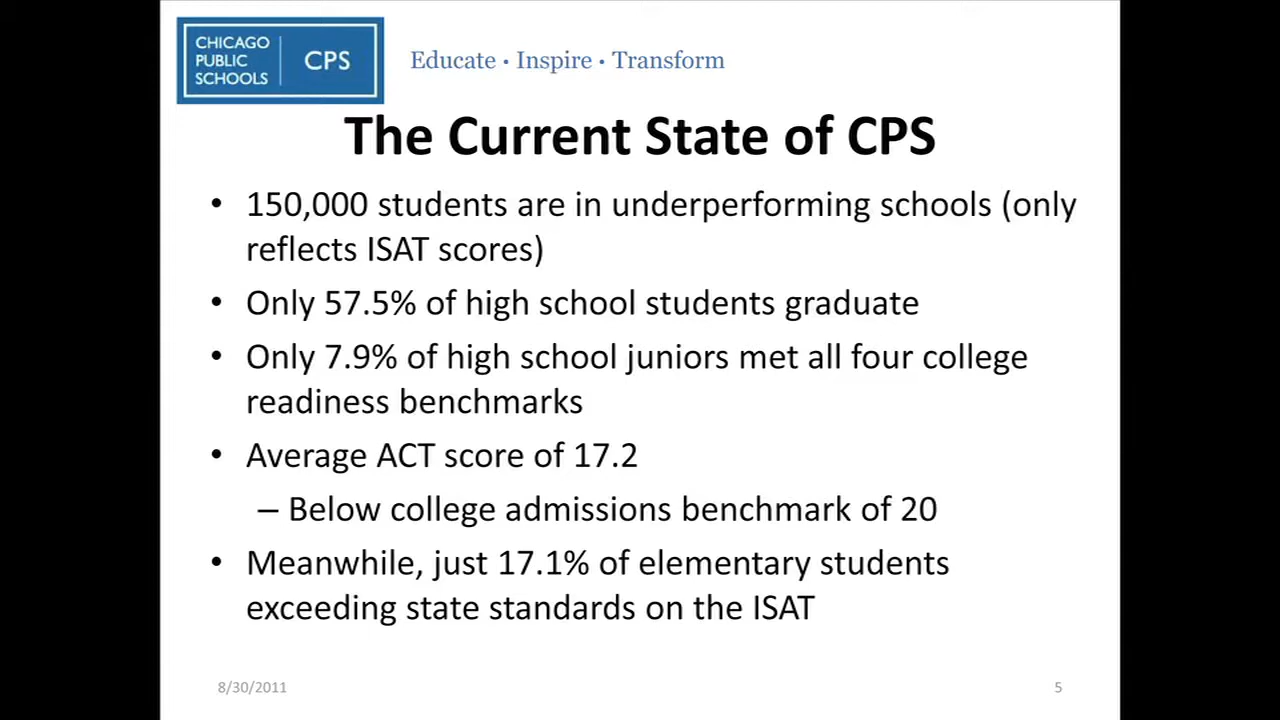 CHICAGO
PUBLIC
SCHOOLS
CPS
Educate • Inspire • Transform
The Current State of CPS
• 150,000 students are in underperforming schools (only
reflects ISAT scores)
• Only 57.5% of high school students graduate
• Only 7.9% of high school juniors met all four college
readiness benchmarks
• Average ACT score of 17.2
– Below college admissions benchmark of 20
• Meanwhile, just 17.1% of elementary students
exceeding state standards on the ISAT
8/30/2011
5